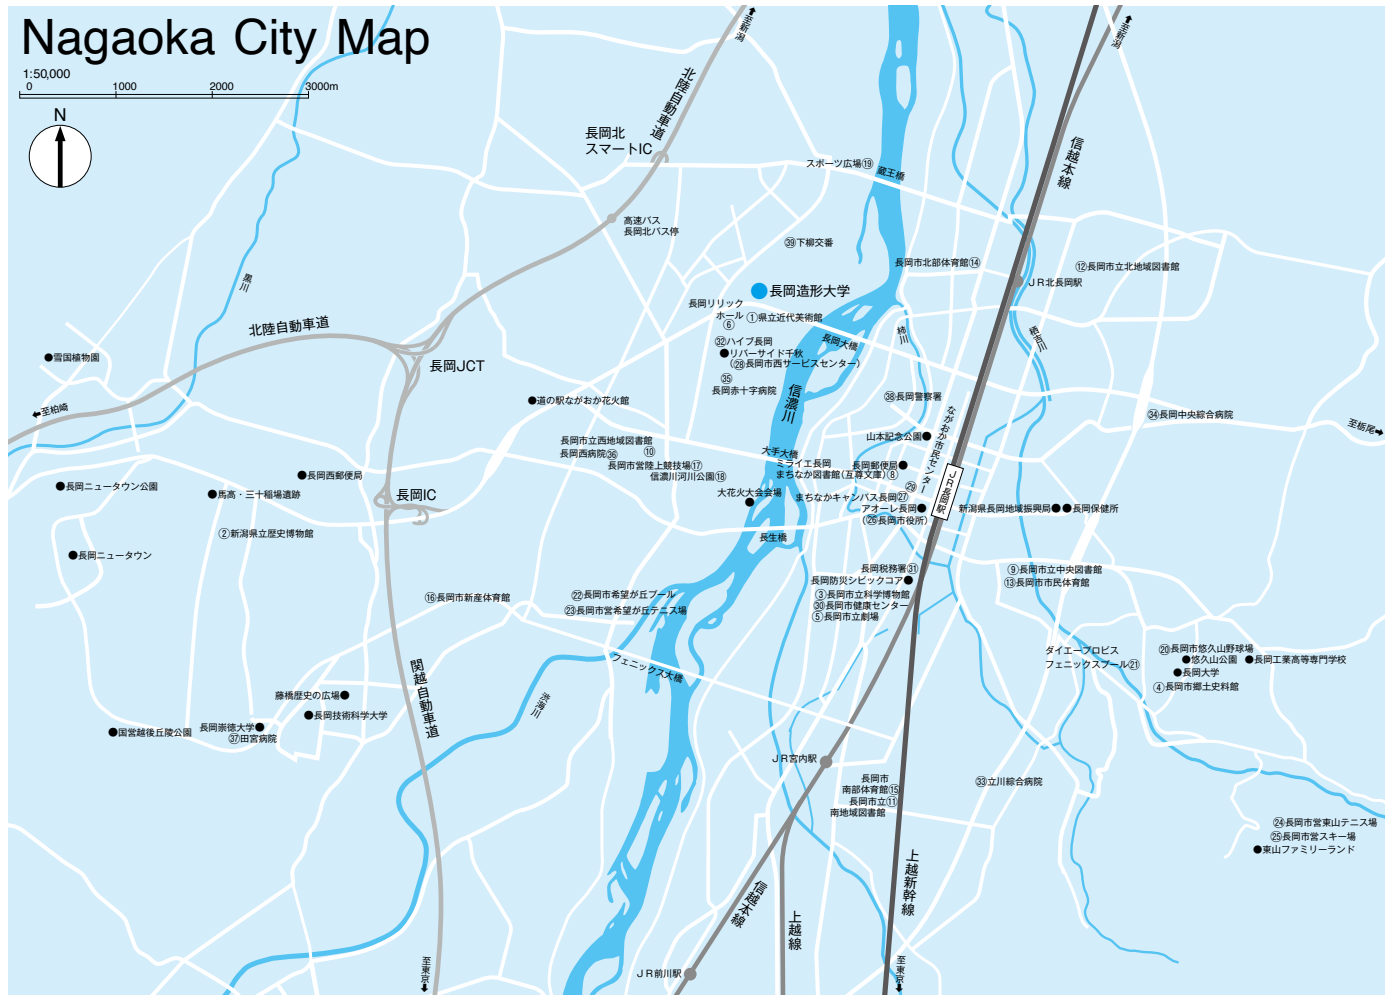 Nagaoka City Map
1:50,000
0 1000 2000 3000m
N
至新潟
至新潟
北陸自動車道
長岡北
スマートIC
信越本線
スポーツ広場⑲
蔵王橋
高速バス
長岡北バス停
㊴下柳交番
長岡市北部体育館⑭
⑫長岡市立北地域図書館
JR北長岡駅
黒川
長岡造形大学
長岡リリック
ホール
⑥
①県立近代美術館
北陸自動車道
柿川
栖吉川
長岡大橋
㉜ハイブ長岡
リバーサイド千秋
(㉘長岡市西サービスセンター)
雪国植物園
長岡JCT
㉟
長岡赤十字病院
信濃川
㊳長岡警察署
道の駅ながおか花火館
至柏崎
㉞長岡中央綜合病院
至栃尾
ながおか市民センター
㉙
山本記念公園
長岡市立西地域図書館
⑩
長岡西病院㊱
大手大橋
長岡市営陸上競技場⑰
信濃川河川公園⑱
ミライエ長岡
まちなか図書館(互尊文庫)⑧
長岡郵便局
長岡西郵便局
長岡ニュータウン公園
馬高・三十稲場遺跡
長岡IC
大花火大会会場
まちなかキャンパス長岡㉗
アオーレ長岡
(㉖長岡市役所)
JR長岡駅
新潟県長岡地域振興局
長岡保健所
②新潟県立歴史博物館
長生橋
長岡ニュータウン
長岡税務署㉛
長岡防災シビックコア
⑨長岡市立中央図書館
⑬長岡市市民体育館
⑯長岡市新産体育館
㉒長岡市希望が丘プール
㉓長岡市営希望が丘テニス場
③長岡市立科学博物館
㉚長岡市健康センター
⑤長岡市立劇場
フェニックス大橋
ダイエープロビス
フェニックスプール㉑
⑳長岡市悠久山野球場
悠久山公園
長岡工業高等専門学校
長岡大学
④長岡市郷土史料館
関越自動車道
渋海川
藤橋歴史の広場
長岡技術科学大学
長岡崇徳大学
㊲田宮病院
国営越後丘陵公園
JR宮内駅
長岡市
南部体育館⑮
長岡市立⑪
南地域図書館
㉝立川綜合病院
㉔長岡市営東山テニス場
㉕長岡市営スキー場
東山ファミリーランド
信越本線
上越線
上越新幹線
JR前川駅
至東京
至東京